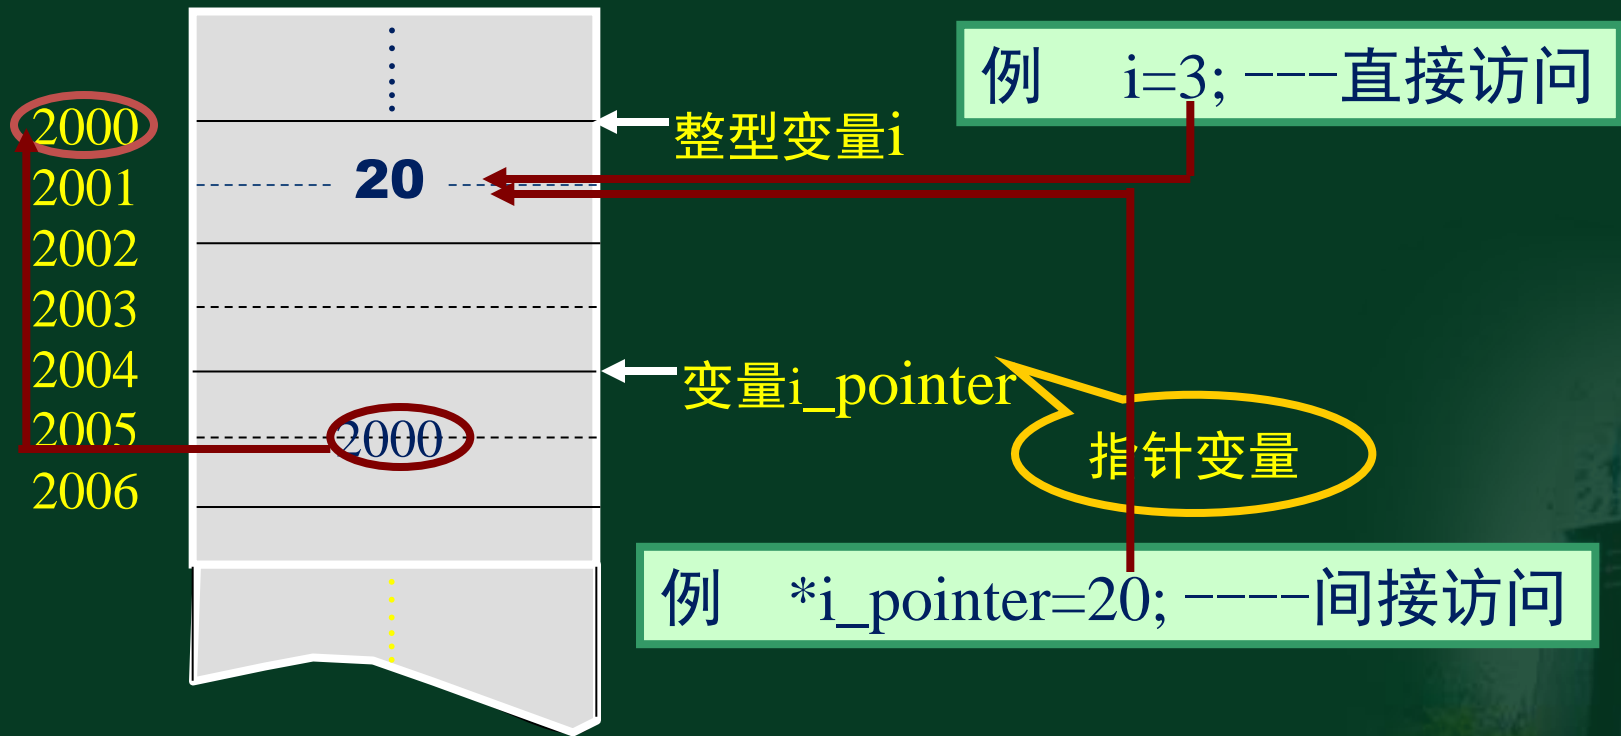 例 i=3; ---直接访问
2000
整型变量i
2001
20
2002
2003
2004
变量i_pointer
2005
2000
指针变量
2006
例 *i_pointer=20; ----间接访问